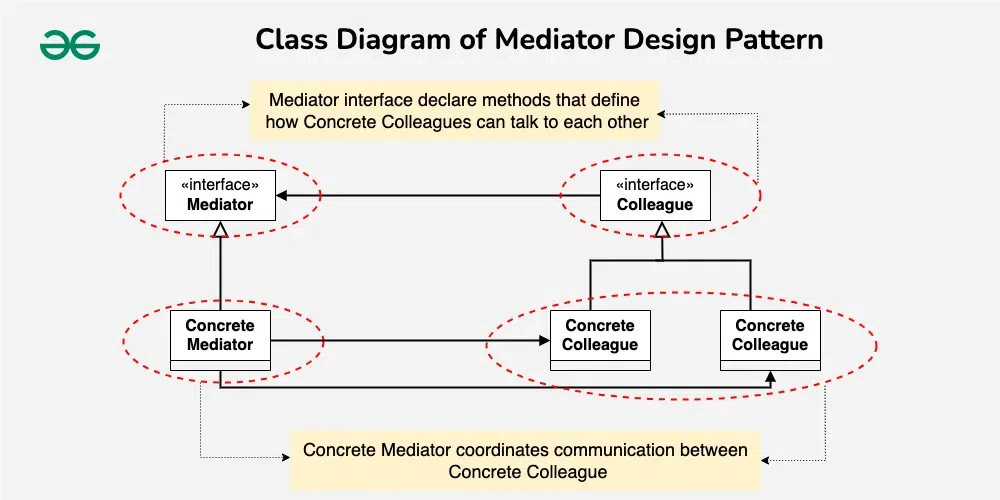 Class Diagram of Mediator Design Pattern
Mediator interface declare methods that define
how Concrete Colleagues can talk to each other
«interface»
Mediator
«interface»
Colleague
Concrete
Mediator
Concrete
Colleague
Concrete
Colleague
Concrete Mediator coordinates communication between
Concrete Colleague